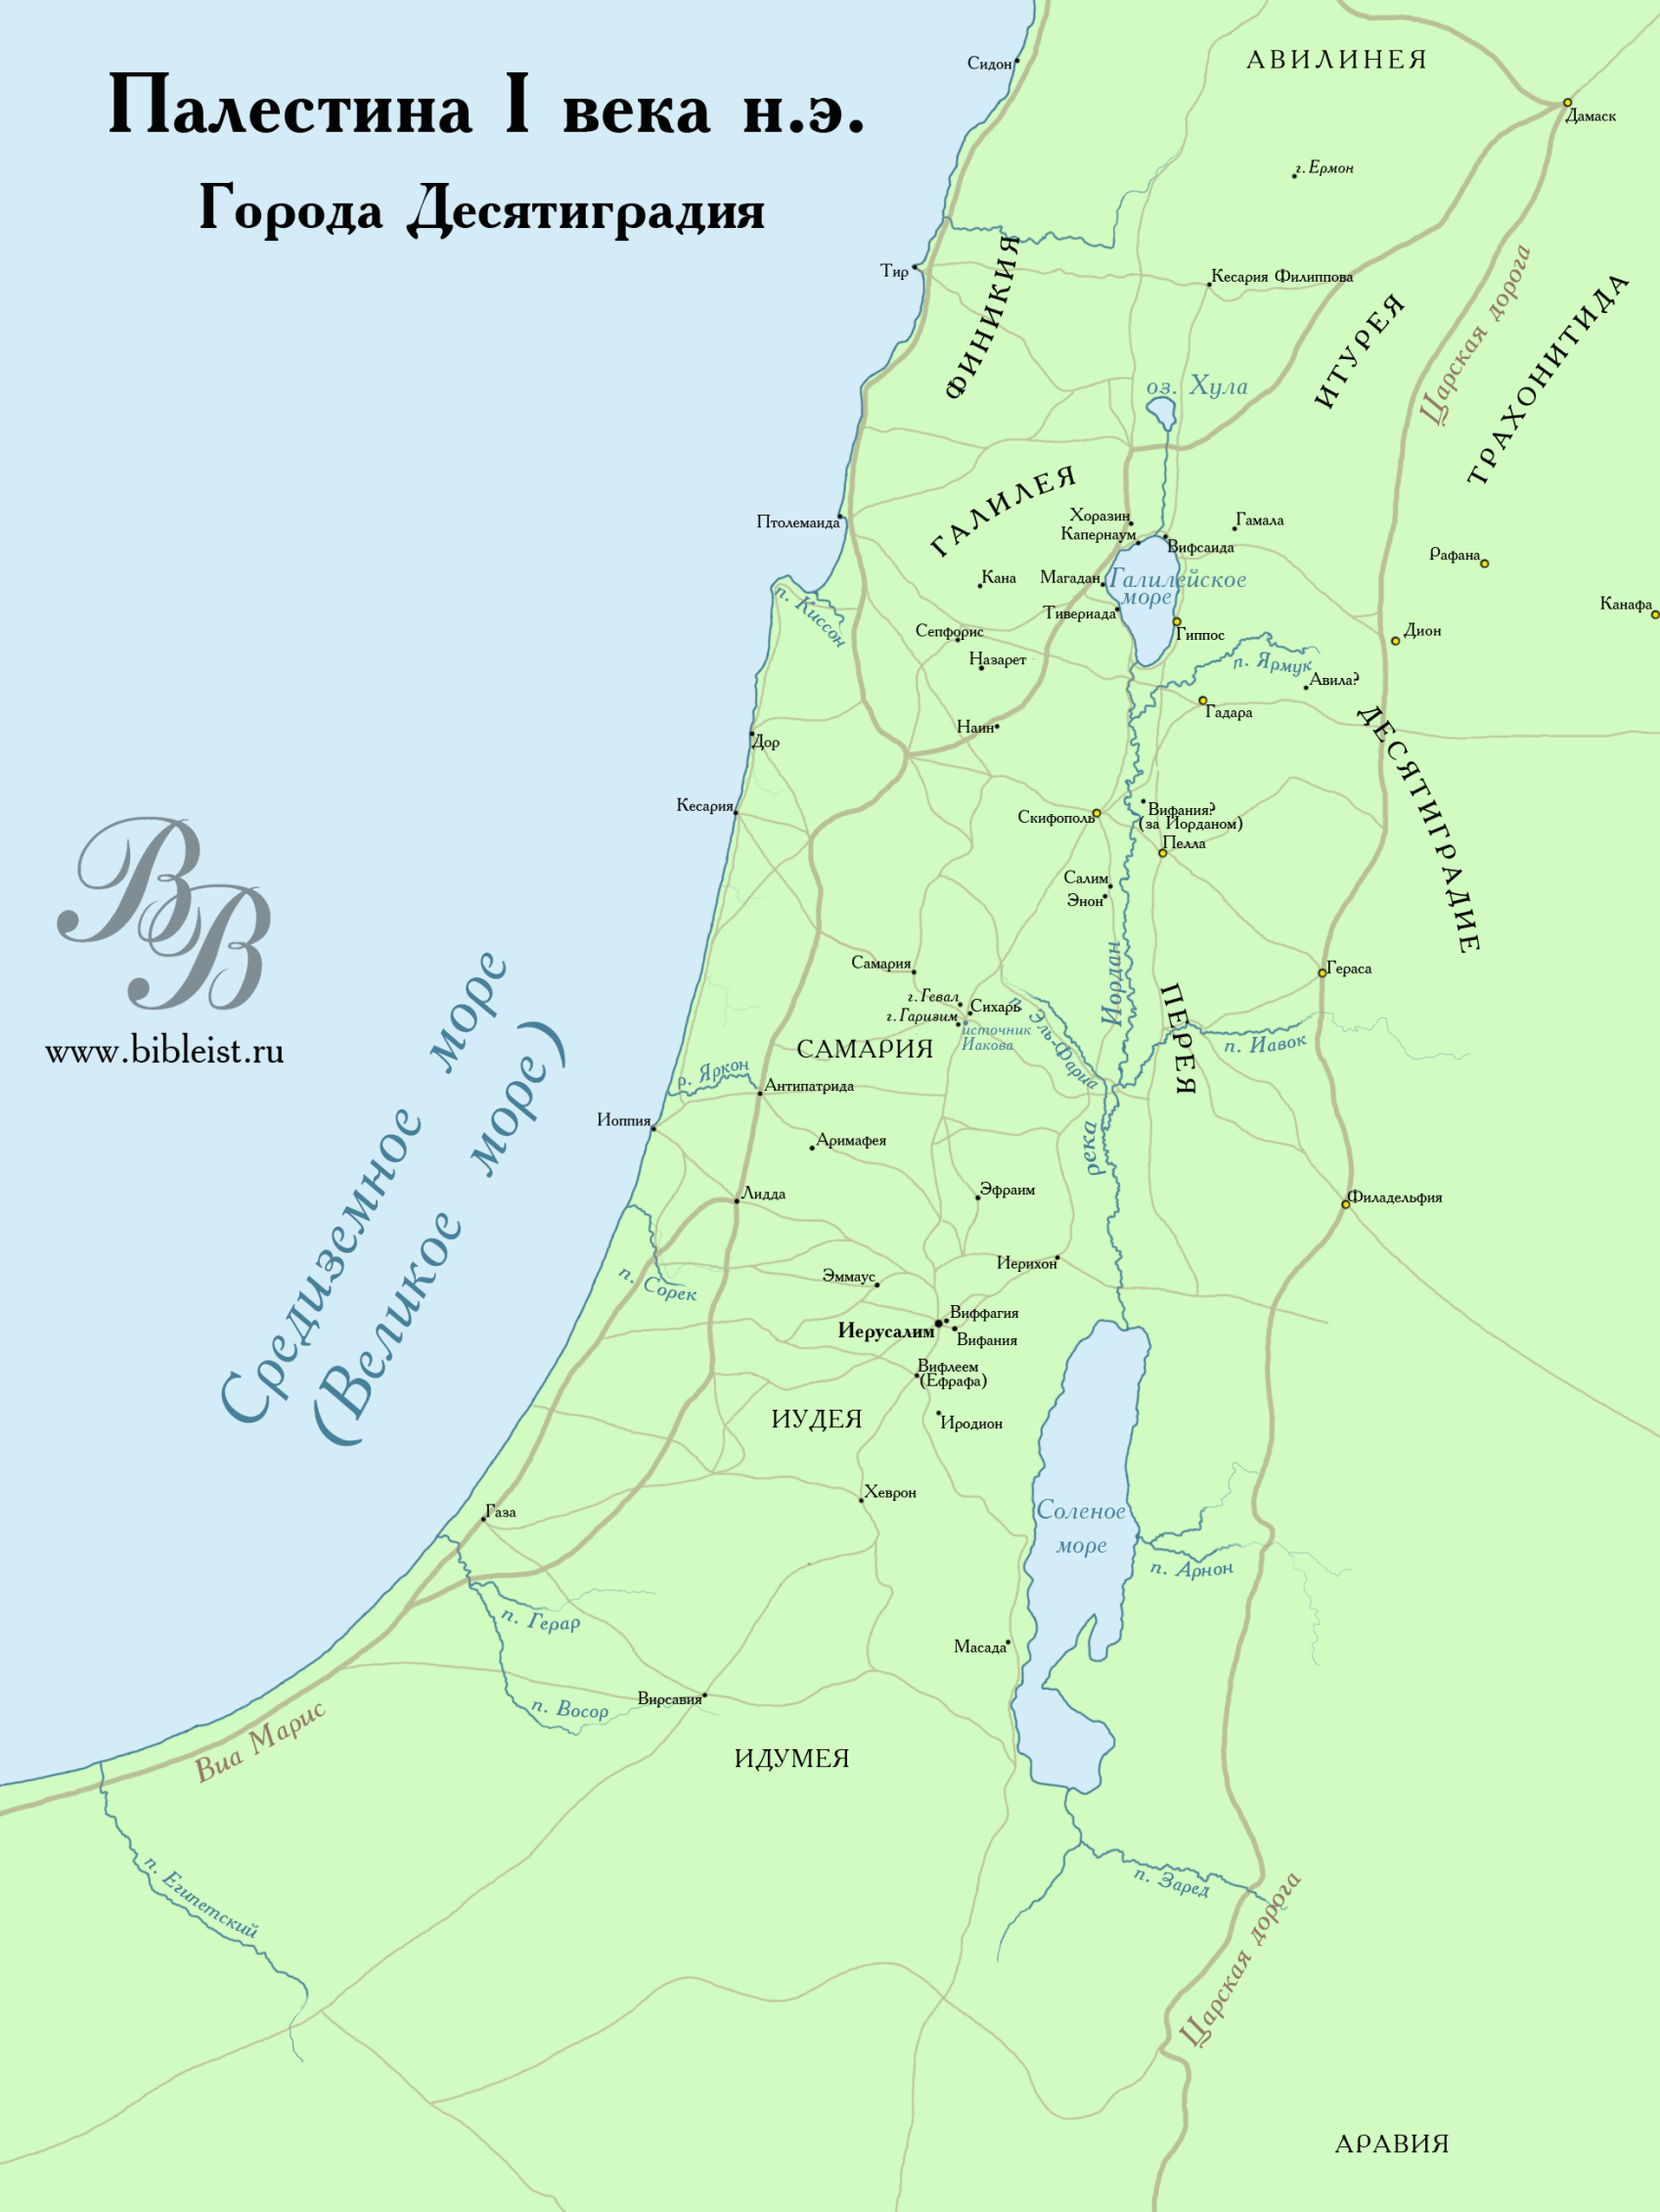 Палестина I века н.э.
Города Десятиградия
Сидон
АВИЛИНЕЯ
Дамаск
г. Ермон
Тир
ФИНИКИЯ
Кесария Филиппова
ИТУРЕЯ
Царская дорога
ТРАХОНИТИДА
оз. Хула
ГАЛИЛЕЯ
Птолемаида
Хоразин
Капернаум
Гамала
Вифсаида
Рафана
Кана
Магадан
Галилейское
море
Тивериада
Канафа
п. Киссон
Сепфорис
Гиппос
Дион
Назарет
п. Ярмук
Авила?
Гадара
Наин
Дор
ДЕСЯТИГРАДИЕ
Кесария
Скифополь
Вифания?
(за Иорданом)
Пелла
Салим
Энон
Самария
Гераса
г. Гевал
Сихарь
г. Гаризим
источник
Иакова
п. Эль-Фариа
Иордан
река
ПЕРЕЯ
п. Иавок
САМАРИЯ
р. Яркон
Антипатрида
Иоппия
Аримафея
Лидда
Эфраим
Филадельфия
Иерихон
п. Сорек
Эммаус
Виффагия
Иерусалим
Вифания
Вифлеем
(Ефрафа)
ИУДЕЯ
Иродион
Хеврон
Газа
Соленое
море
п. Арнон
п. Герар
Масада
Вирсавия
п. Восор
Виа Марис
ИДУМЕЯ
п. Египетский
п. Заред
Царская дорога
АРАВИЯ
Средиземное море
(Великое море)
BB
www.bibleist.ru